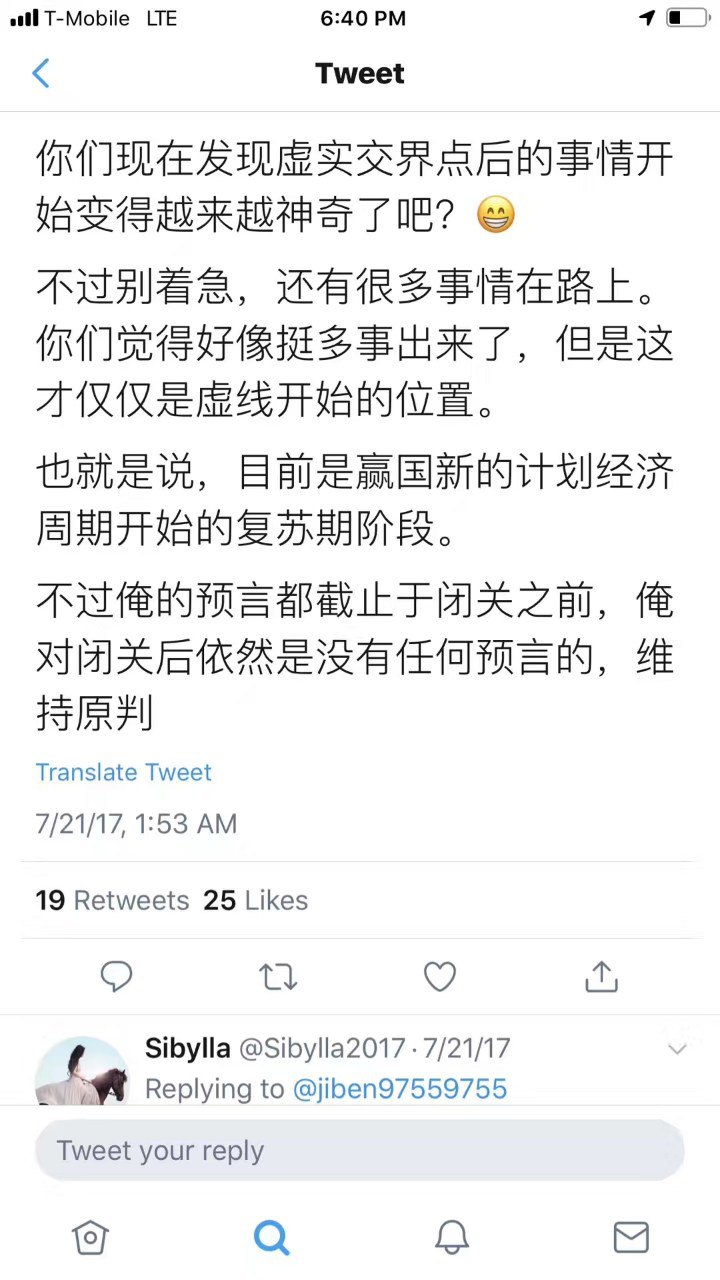 T-Mobile LTE 6:40 PM
Tweet
你们现在发现虚实交界点后的事情开
始变得越来越神奇了吧？😁
不过别着急，还有很多事情在路上。
你们觉得好像挺多事出来了，但是这
才仅仅是虚线开始的位置。
也就是说，目前是赢国新的计划经济
周期开始的复苏期阶段。
不过俺的预言都截止于闭关之前，俺
对闭关后依然是没有任何预言的，维
持原判
Translate Tweet
7/21/17, 1:53 AM
19 Retweets 25 Likes
Sibylla @Sibylla2017 · 7/21/17
Replying to @jiben97559755
Tweet your reply